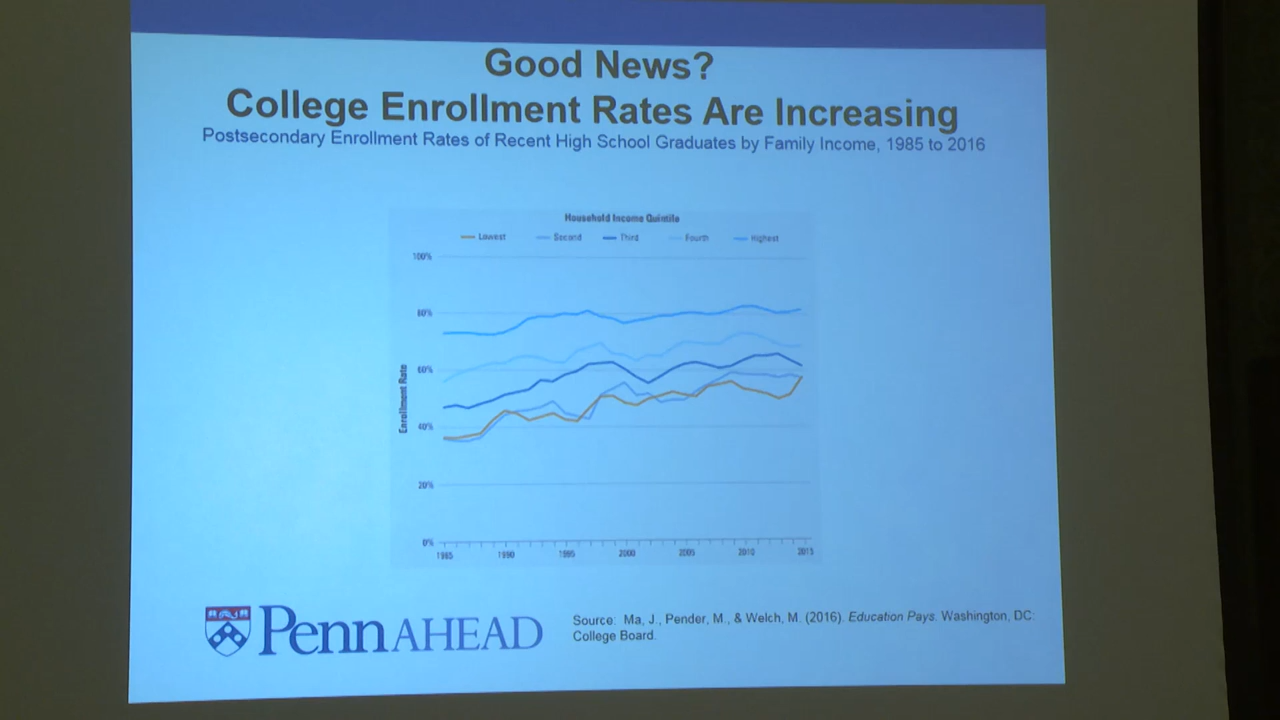 Good News?
College Enrollment Rates Are Increasing
Postsecondary Enrollment Rates of Recent High School Graduates by Family Income, 1985 to 2016
Household Income Quintile
Lowest Second Third Fourth Highest
100%
80%
60%
40%
20%
0%
Enrollment Rate
1985 1990 1995 2000 2005 2010 2015
Penn AHEAD
Source: Ma, J., Pender, M., & Welch, M. (2016). Education Pays. Washington, DC:
College Board.